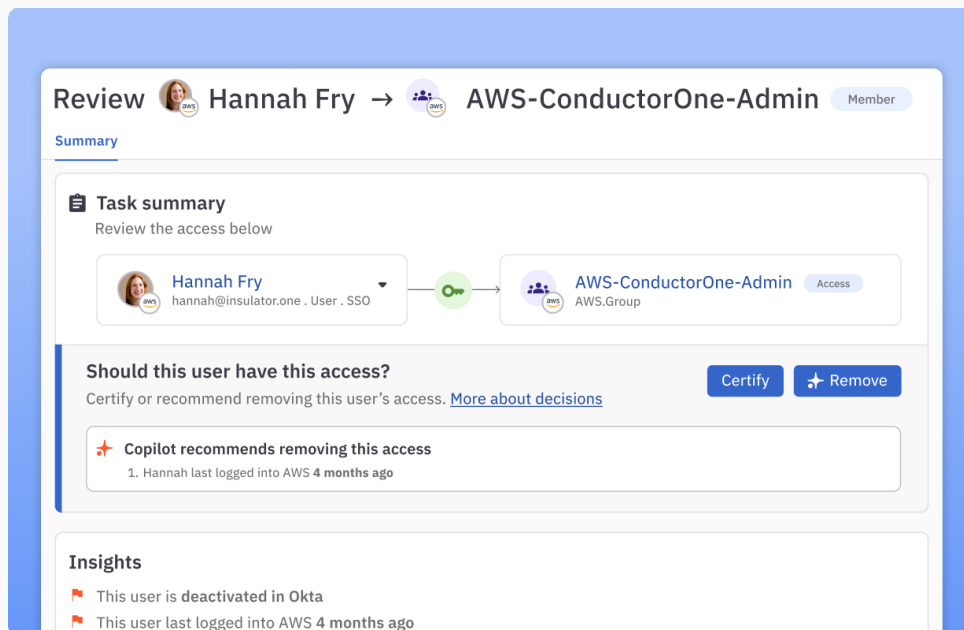 Review Hannah Fry → AWS-ConductorOne-Admin Member
Summary
Task summary
Review the access below
Hannah Fry
hannah@insulator.one . User . SSO
aws
AWS-ConductorOne-Admin Access
AWS.Group
aws
Should this user have this access?
Certify or recommend removing this user's access. More about decisions
Certify
Remove
Copilot recommends removing this access
1. Hannah last logged into AWS 4 months ago
Insights
This user is deactivated in Okta
This user last logged into AWS 4 months ago